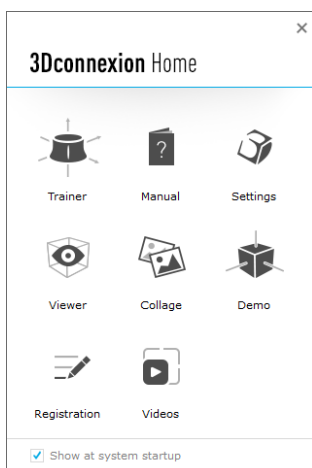 3Dconnexion Home
?
Trainer Manual Settings
Viewer Collage Demo
Registration Videos
Show at system startup